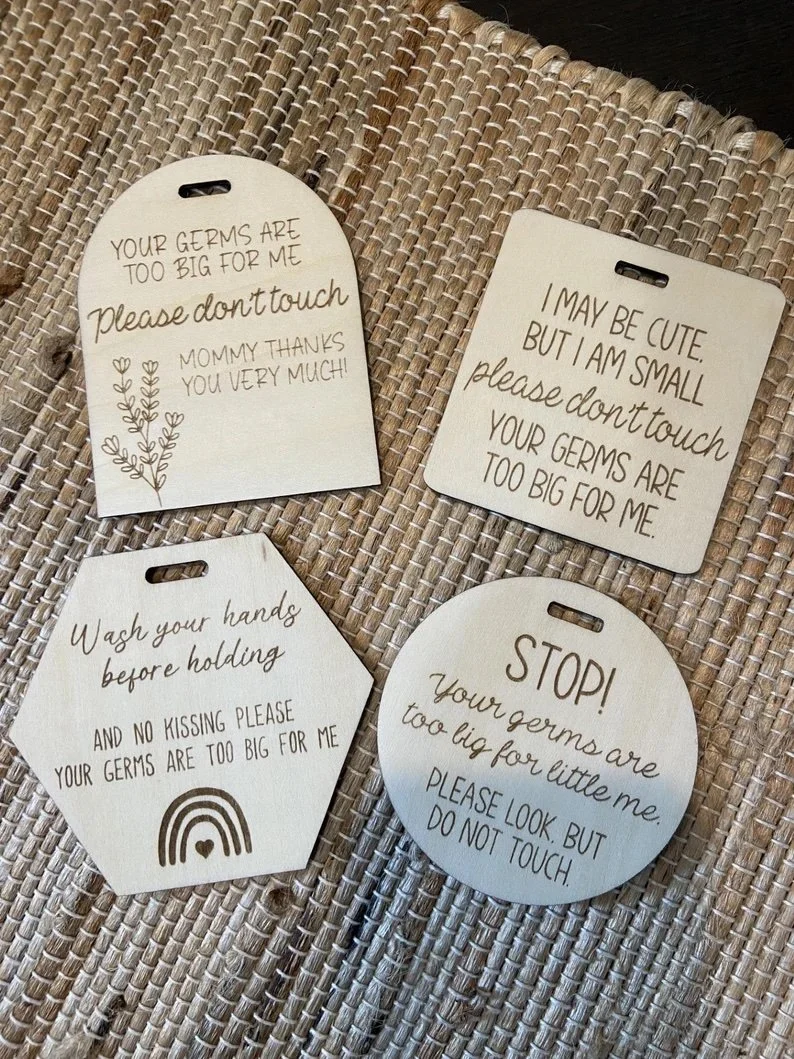 YOUR GERMS ARE
TOO BIG FOR ME
Please don't touch
MOMMY THANKS
YOU VERY MUCH!
I MAY BE CUTE.
BUT I AM SMALL
please don't touch
YOUR GERMS ARE
TOO BIG FOR ME.
Wash your hands
before holding
AND NO KISSING PLEASE
YOUR GERMS ARE TOO BIG FOR ME
STOP!
Your germs are
too big for little me.
PLEASE LOOK. BUT
DO NOT TOUCH.